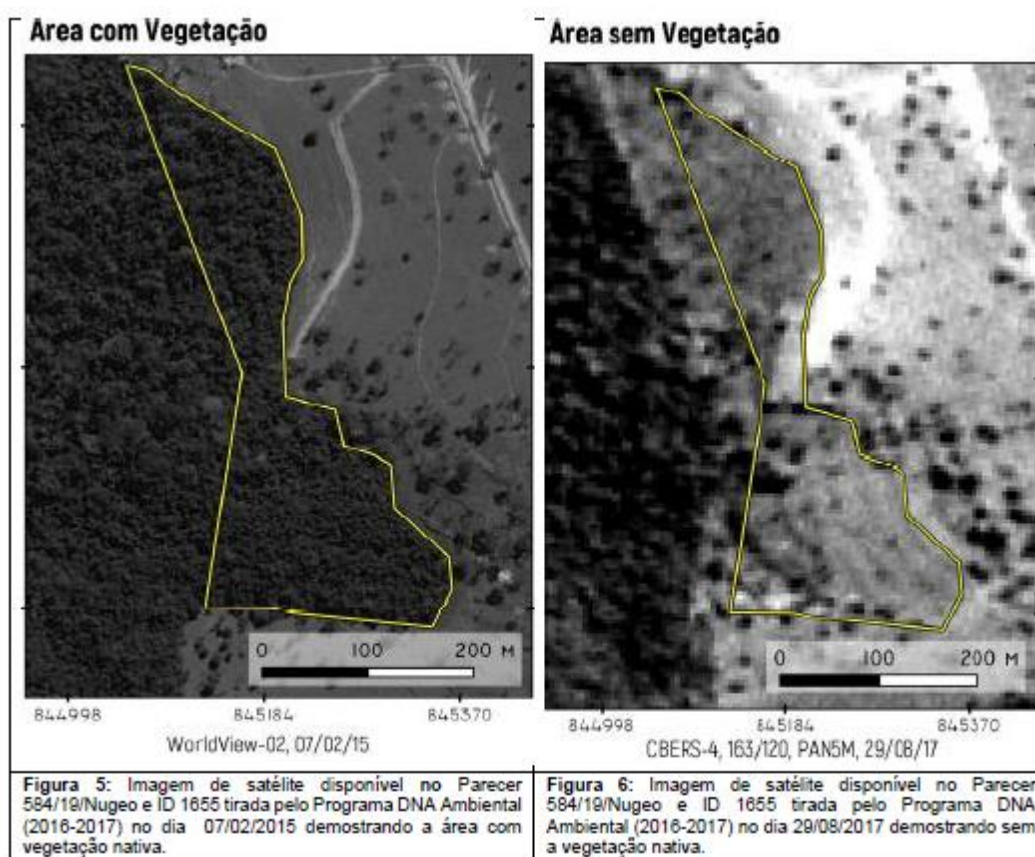 Área com Vegetação
0 100 200 M
844998 845184 845370
WorldView-02, 07/02/15
Figura 5: Imagem de satélite disponível no Parecer
584/19/Nugeo e ID 1655 tirada pelo Programa DNA Ambiental
(2016-2017) no dia 07/02/2015 demostrando a área com
vegetação nativa.
Área sem Vegetação
0 100 200 M
844998 845184 845370
CBERS-4, 163/120, PAN5M, 29/08/17
Figura 6: Imagem de satélite disponível no Parecer
584/19/Nugeo e ID 1655 tirada pelo Programa DNA
Ambiental (2016-2017) no dia 29/08/2017 demostrando sem
a vegetação nativa.